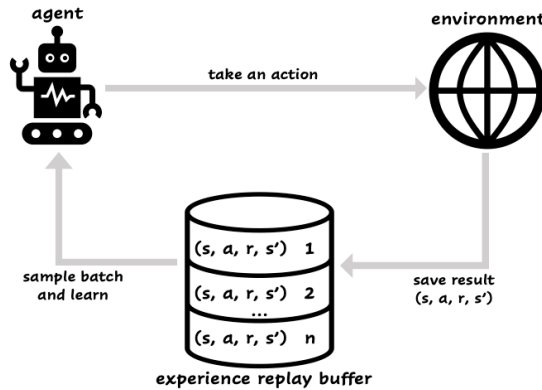 agent
environment
take an action
(s, a, r, s’) 1
(s, a, r, s’) 2
...
(s, a, r, s’) n
sample batch
and learn
save result
(s, a, r, s’)
experience replay buffer